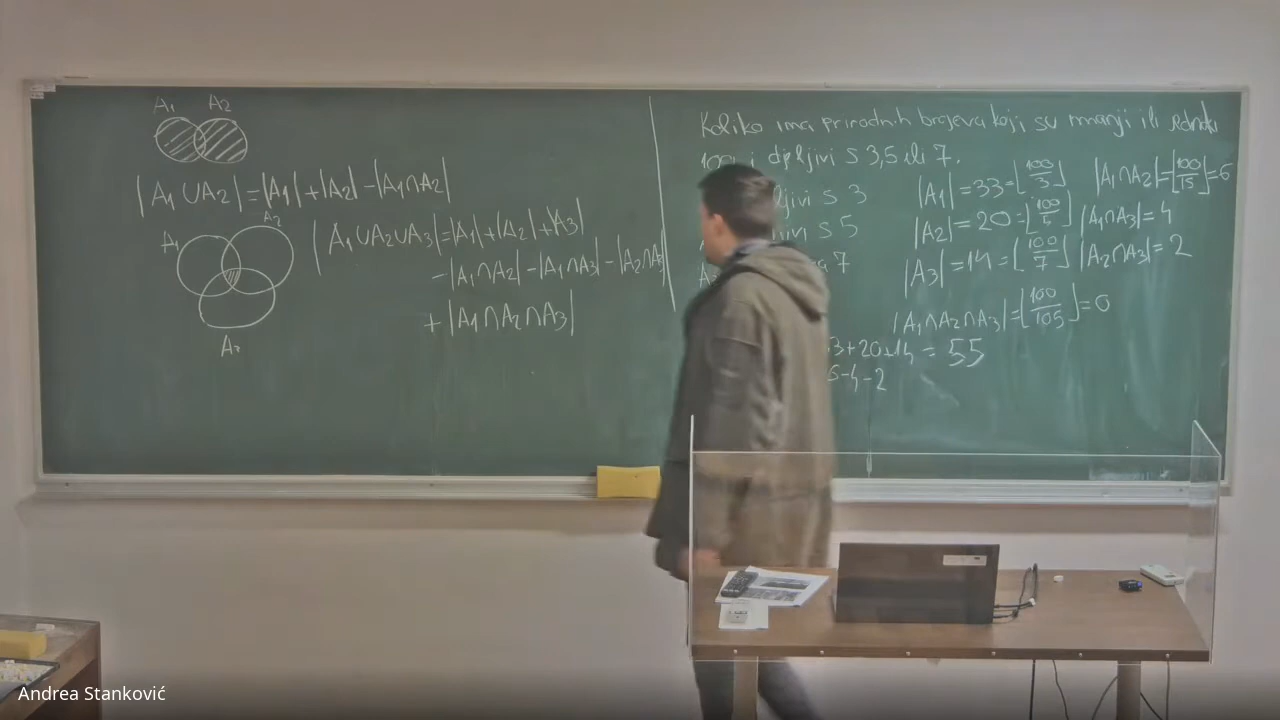 A₁ A₂
|A₁∪A₂|=|A₁|+|A₂|-|A₁∩A₂|
A₁ A₂
A₃
|A₁∪A₂∪A₃|=|A₁|+|A₂|+|A₃|
-|A₁∩A₂|-|A₁∩A₃|-|A₂∩A₃|
+|A₁∩A₂∩A₃|
Koliko ima prirodnih brojeva koji su manji ili jednaki
100 i djeljivi s 3,5 ili 7.
s 3
s 5
7
|A₁|=33=⌊100/3⌋ |A₁∩A₂|=⌊100/15⌋=6
|A₂|=20=⌊100/5⌋ |A₁∩A₃|=4
|A₃|=14=⌊100/7⌋ |A₂∩A₃|=2
|A₁∩A₂∩A₃|=⌊100/105⌋=0
3+20+14=55
6-4-2
Andrea Stanković